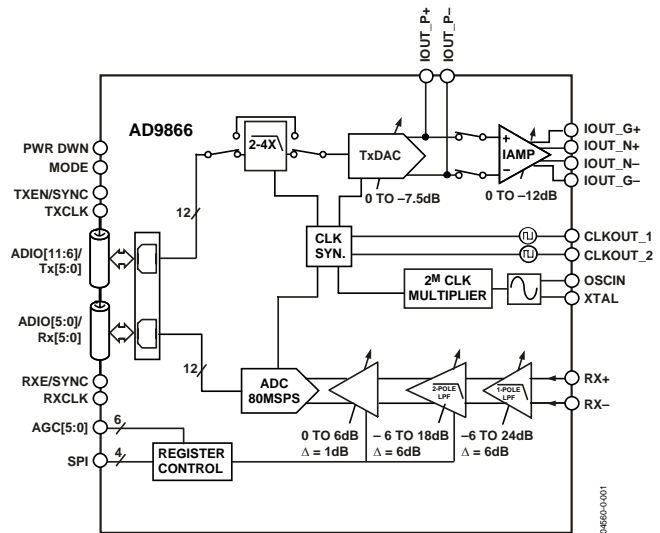 IOUT_P+
IOUT_P–
AD9866
PWR DWN
MODE
TXEN/SYNC
TXCLK
ADIO[11:6]/
Tx[5:0]
ADIO[5:0]/
Rx[5:0]
RXE/SYNC
RXCLK
AGC[5:0]
SPI
12
12
6
4
2-4X
TxDAC
0 TO –7.5dB
+
–
IAMP
0 TO –12dB
IOUT_G+
IOUT_N+
IOUT_N–
IOUT_G–
CLK
SYN.
CLKOUT_1
CLKOUT_2
2M CLK
MULTIPLIER
OSCIN
XTAL
ADC
80MSPS
2-POLE
LPF
1-POLE
LPF
RX+
RX–
0 TO 6dB
Δ = 1dB
– 6 TO 18dB
Δ = 6dB
–6 TO 24dB
Δ = 6dB
REGISTER
CONTROL
04560-0-001